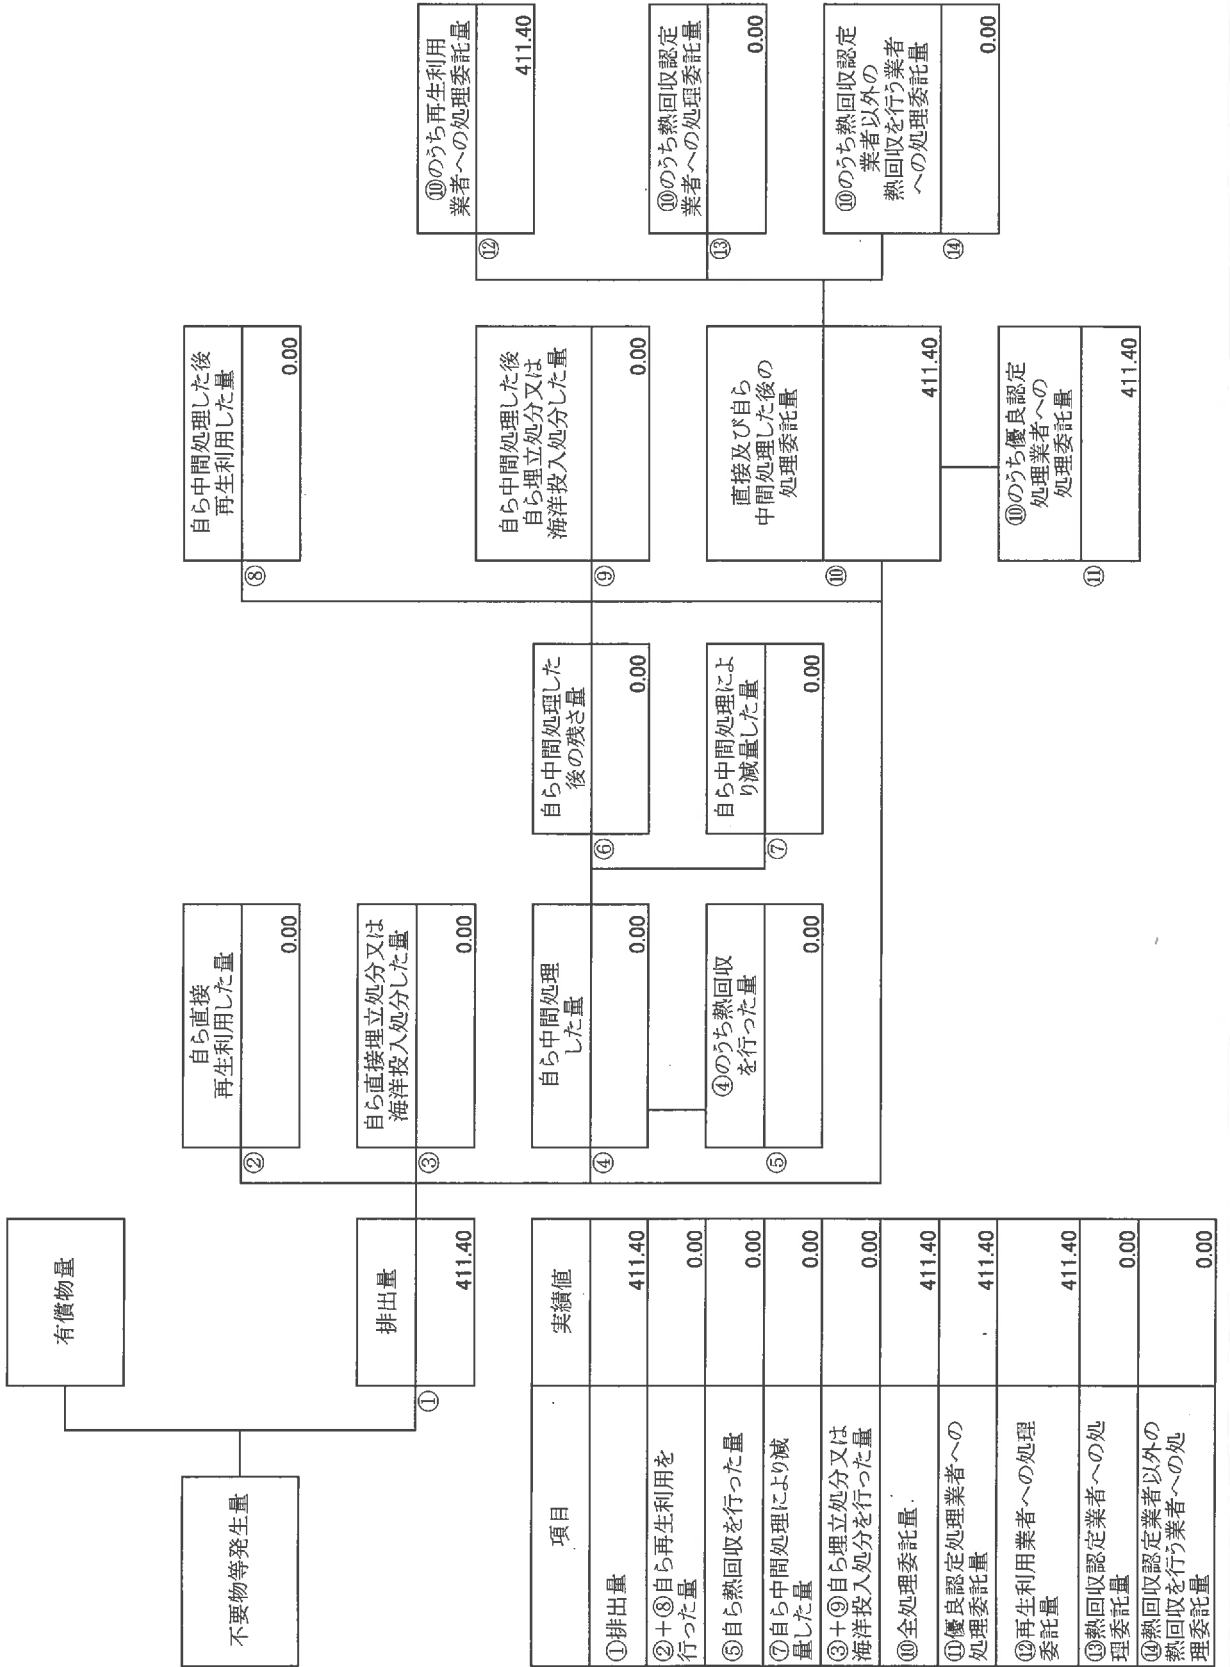 不要物等発生量
有償物量
排出量
①
411.40
自ら直接
再生利用した量
②
0.00
自ら直接埋立処分又は
海洋投入処分した量
③
0.00
自ら中間処理
した量
④
0.00
④のうち熱回収
を行った量
⑤
0.00
自ら中間処理した
後の残さ量
⑥
0.00
自ら中間処理によ
り減量した量
⑦
0.00
自ら中間処理した後
再生利用した量
⑧
0.00
自ら中間処理した後
自ら埋立処分又は
海洋投入処分した量
⑨
0.00
直接及び自ら
中間処理した後の
処理委託量
⑩
411.40
⑩のうち優良認定
処理業者への
処理委託量
⑪
411.40
⑩のうち再生利用
業者への処理委託量
⑫
411.40
⑩のうち熱回収認定
業者への処理委託量
⑬
0.00
⑩のうち熱回収認定
業者以外の
熱回収を行う業者
への処理委託量
⑭
0.00
項目 実績値
①排出量 411.40
②+⑧自ら再生利用を
行った量 0.00
⑤自ら熱回収を行った量 0.00
⑦自ら中間処理により減
量した量 0.00
③+⑨自ら埋立処分又は
海洋投入処分を行った量 0.00
⑩全処理委託量 411.40
⑪優良認定処理業者への
処理委託量 411.40
⑫再生利用業者への処理
委託量 411.40
⑬熱回収認定業者への処
理委託量 0.00
⑭熱回収認定業者以外の
熱回収を行う業者への処
理委託量 0.00